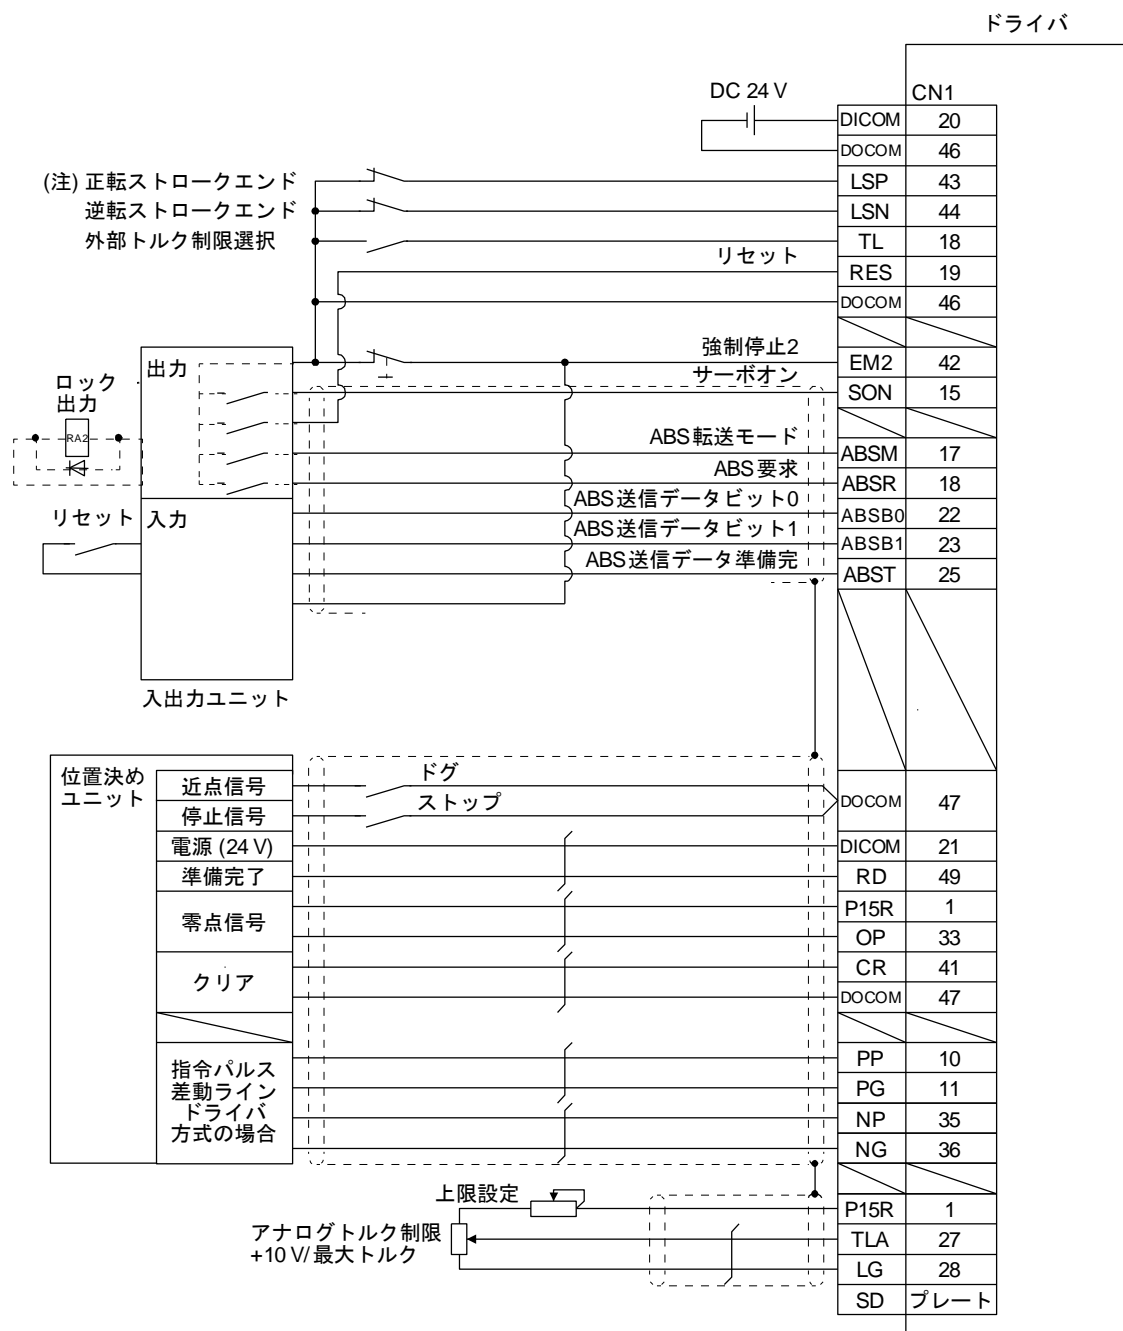 ドライバ
DC 24 V
CN1
DICOM 20
DOCOM 46
(注) 正転ストロークエンド LSP 43
逆転ストロークエンド LSN 44
外部トルク制限選択 TL 18
リセット RES 19
DOCOM 46
出力 強制停止2 EM2 42
サーボオン SON 15
ロック
出力
RA2
ABS転送モード ABSM 17
ABS要求 ABSR 18
リセット 入力 ABS送信データビット0 ABSB0 22
ABS送信データビット1 ABSB1 23
ABS送信データ準備完 ABST 25
入出力ユニット
位置決め
ユニット
近点信号 ドグ
停止信号 ストップ
DOCOM 47
電源 (24 V) DICOM 21
準備完了 RD 49
零点信号 P15R 1
OP 33
クリア CR 41
DOCOM 47
指令パルス
差動ライン
ドライバ
方式の場合
PP 10
PG 11
NP 35
NG 36
上限設定 P15R 1
アナログトルク制限
+10 V/最大トルク
TLA 27
LG 28
SD プレート